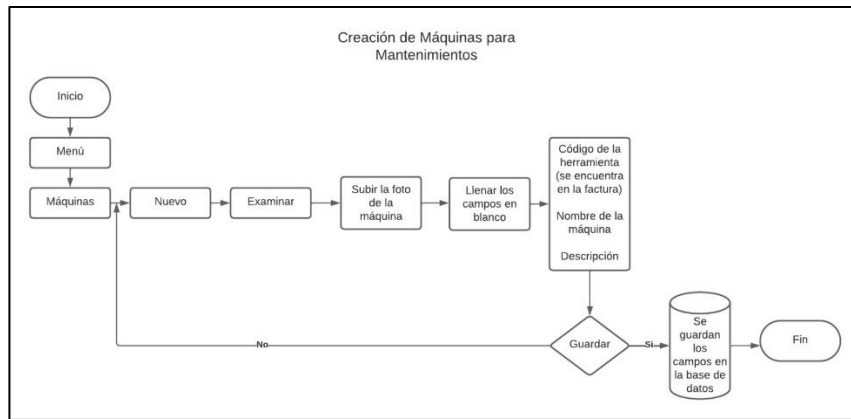 Creación de Máquinas para
Mantenimientos
Inicio
Menú
Máquinas
Nuevo
Examinar
Subir la foto
de la
máquina
Llenar los
campos en
blanco
Código de la
herramienta
(se encuentra
en la factura)
Nombre de la
máquina
Descripción
Guardar
No
Si
Se
guardan
los
campos en
la base de
datos
Fin